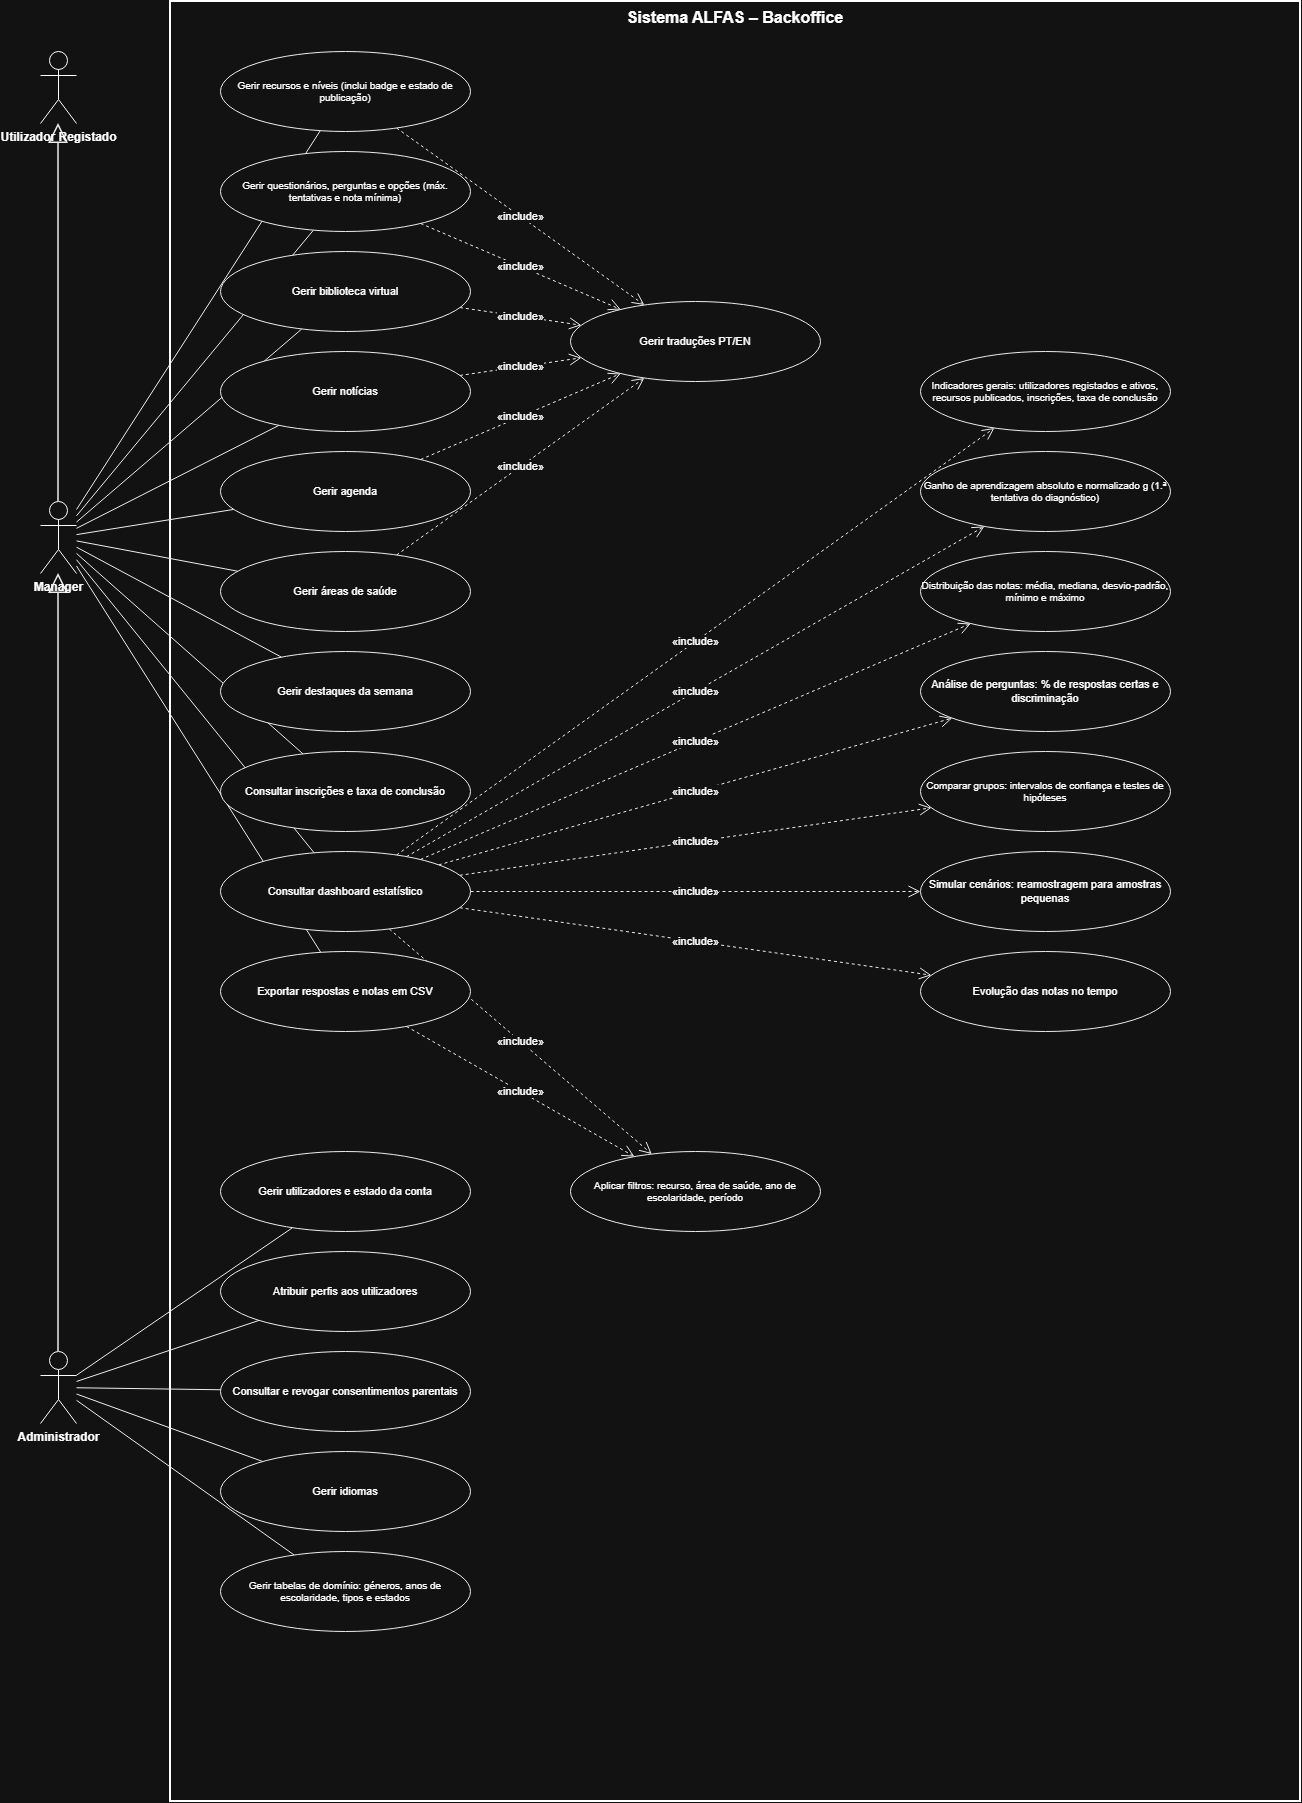 Sistema ALFAS – Backoffice
Utilizador Registado
Gerir recursos e níveis (inclui badge e estado de
publicação)
Gerir questionários, perguntas e opções (máx.
tentativas e nota mínima)
«include»
«include»
Gerir biblioteca virtual
«include»
Gerir traduções PT/EN
Gerir notícias
«include»
«include»
Gerir agenda
«include»
Gerir áreas de saúde
Manager
Gerir destaques da semana
Consultar inscrições e taxa de conclusão
Consultar dashboard estatístico
Exportar respostas e notas em CSV
Indicadores gerais: utilizadores registados e ativos,
recursos publicados, inscrições, taxa de conclusão
Ganho de aprendizagem absoluto e normalizado g (1.ª
tentativa do diagnóstico)
Distribuição das notas: média, mediana, desvio-padrão,
mínimo e máximo
«include»
Análise de perguntas: % de respostas certas e
discriminação
«include»
«include»
Comparar grupos: intervalos de confiança e testes de
hipóteses
«include»
«include»
Simular cenários: reamostragem para amostras
pequenas
«include»
«include»
Evolução das notas no tempo
«include»
«include»
Aplicar filtros: recurso, área de saúde, ano de
escolaridade, período
Gerir utilizadores e estado da conta
Atribuir perfis aos utilizadores
Consultar e revogar consentimentos parentais
Administrador
Gerir idiomas
Gerir tabelas de domínio: géneros, anos de
escolaridade, tipos e estados